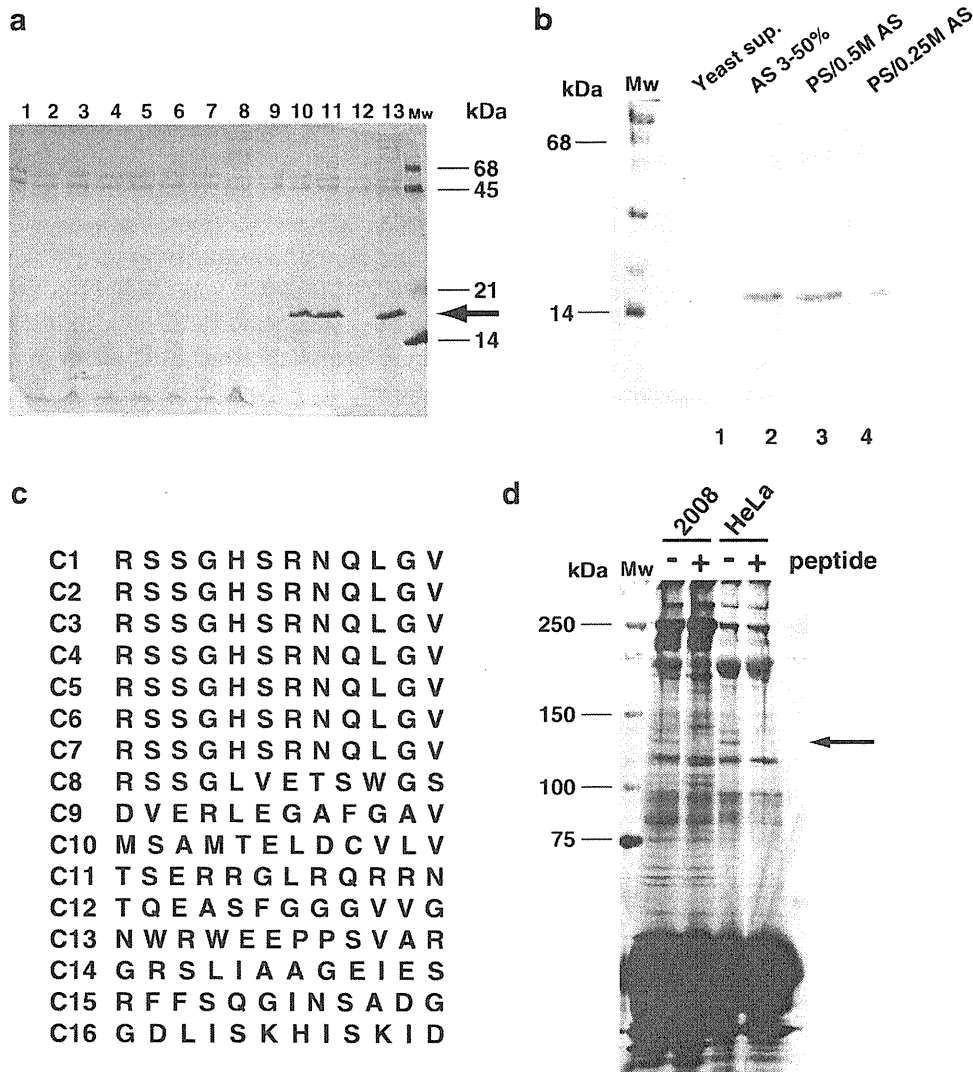 a
1 2 3 4 5 6 7 8 9 10 11 12 13 Mw kDa
68
45
21
14
b
kDa Mw Yeast sup. AS 3-50% PS/0.5M AS PS/0.25M AS
68
14
1 2 3 4
c
C1 R S S G H S R N Q L G V
C2 R S S G H S R N Q L G V
C3 R S S G H S R N Q L G V
C4 R S S G H S R N Q L G V
C5 R S S G H S R N Q L G V
C6 R S S G H S R N Q L G V
C7 R S S G H S R N Q L G V
C8 R S S G L V E T S W G S
C9 D V E R L E G A F G A V
C10 M S A M T E L D C V L V
C11 T S E R R G L R Q R R N
C12 T Q E A S F G G G V V G
C13 N W R W E E P P S V A R
C14 G R S L I A A G E I E S
C15 R F F S Q G I N S A D G
C16 G D L I S K H I S K I D
d
2008 HeLa
kDa Mw - + - + peptide
250
150
100
75